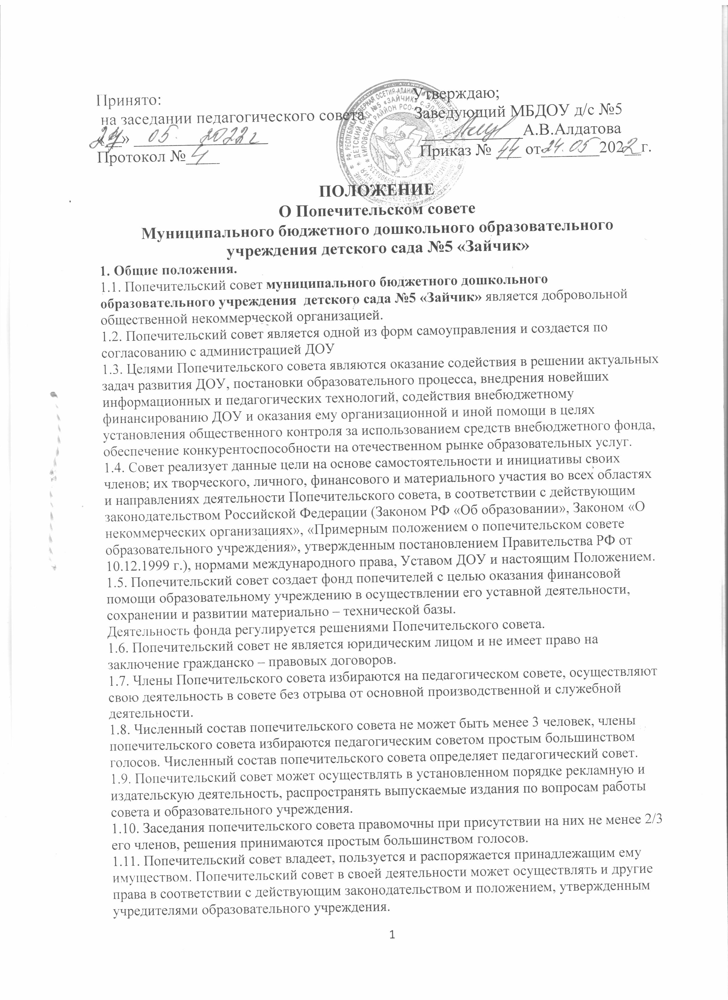 Принято:
на заседании педагогического совета
«24» 05. 2022г
Протокол № 4
Утверждаю;
Заведующий МБДОУ д/с №5
А.В.Алдатова
Приказ № 44 от 24.05 2022 г.
ПОЛОЖЕНИЕ
О Попечительском совете
Муниципального бюджетного дошкольного образовательного
учреждения детского сада №5 «Зайчик»
1. Общие положения.
1.1. Попечительский совет муниципального бюджетного дошкольного
образовательного учреждения детского сада №5 «Зайчик» является добровольной
общественной некоммерческой организацией.
1.2. Попечительский совет является одной из форм самоуправления и создается по
согласованию с администрацией ДОУ
1.3. Целями Попечительского совета являются оказание содействия в решении актуальных
задач развития ДОУ, постановки образовательного процесса, внедрения новейших
информационных и педагогических технологий, содействия внебюджетному
финансированию ДОУ и оказания ему организационной и иной помощи в целях
установления общественного контроля за использованием средств внебюджетного фонда,
обеспечение конкурентоспособности на отечественном рынке образовательных услуг.
1.4. Совет реализует данные цели на основе самостоятельности и инициативы своих
членов; их творческого, личного, финансового и материального участия во всех областях
и направлениях деятельности Попечительского совета, в соответствии с действующим
законодательством Российской Федерации (Законом РФ «Об образовании», Законом «О
некоммерческих организациях», «Примерным положением о попечительском совете
образовательного учреждения», утвержденным постановлением Правительства РФ от
10.12.1999 г.), нормами международного права, Уставом ДОУ и настоящим Положением.
1.5. Попечительский совет создает фонд попечителей с целью оказания финансовой
помощи образовательному учреждению в осуществлении его уставной деятельности,
сохранении и развитии материально – технической базы.
Деятельность фонда регулируется решениями Попечительского совета.
1.6. Попечительский совет не является юридическим лицом и не имеет право на
заключение гражданско – правовых договоров.
1.7. Члены Попечительского совета избираются на педагогическом совете, осуществляют
свою деятельность в совете без отрыва от основной производственной и служебной
деятельности.
1.8. Численный состав попечительского совета не может быть менее 3 человек, члены
попечительского совета избираются педагогическим советом простым большинством
голосов. Численный состав попечительского совета определяет педагогический совет.
1.9. Попечительский совет может осуществлять в установленном порядке рекламную и
издательскую деятельность, распространять выпускаемые издания по вопросам работы
совета и образовательного учреждения.
1.10. Заседания попечительского совета правомочны при присутствии на них не менее 2/3
его членов, решения принимаются простым большинством голосов.
1.11. Попечительский совет владеет, пользуется и распоряжается принадлежащим ему
имуществом. Попечительский совет в своей деятельности может осуществлять и другие
права в соответствии с действующим законодательством и положением, утвержденным
учредителями образовательного учреждения.
1